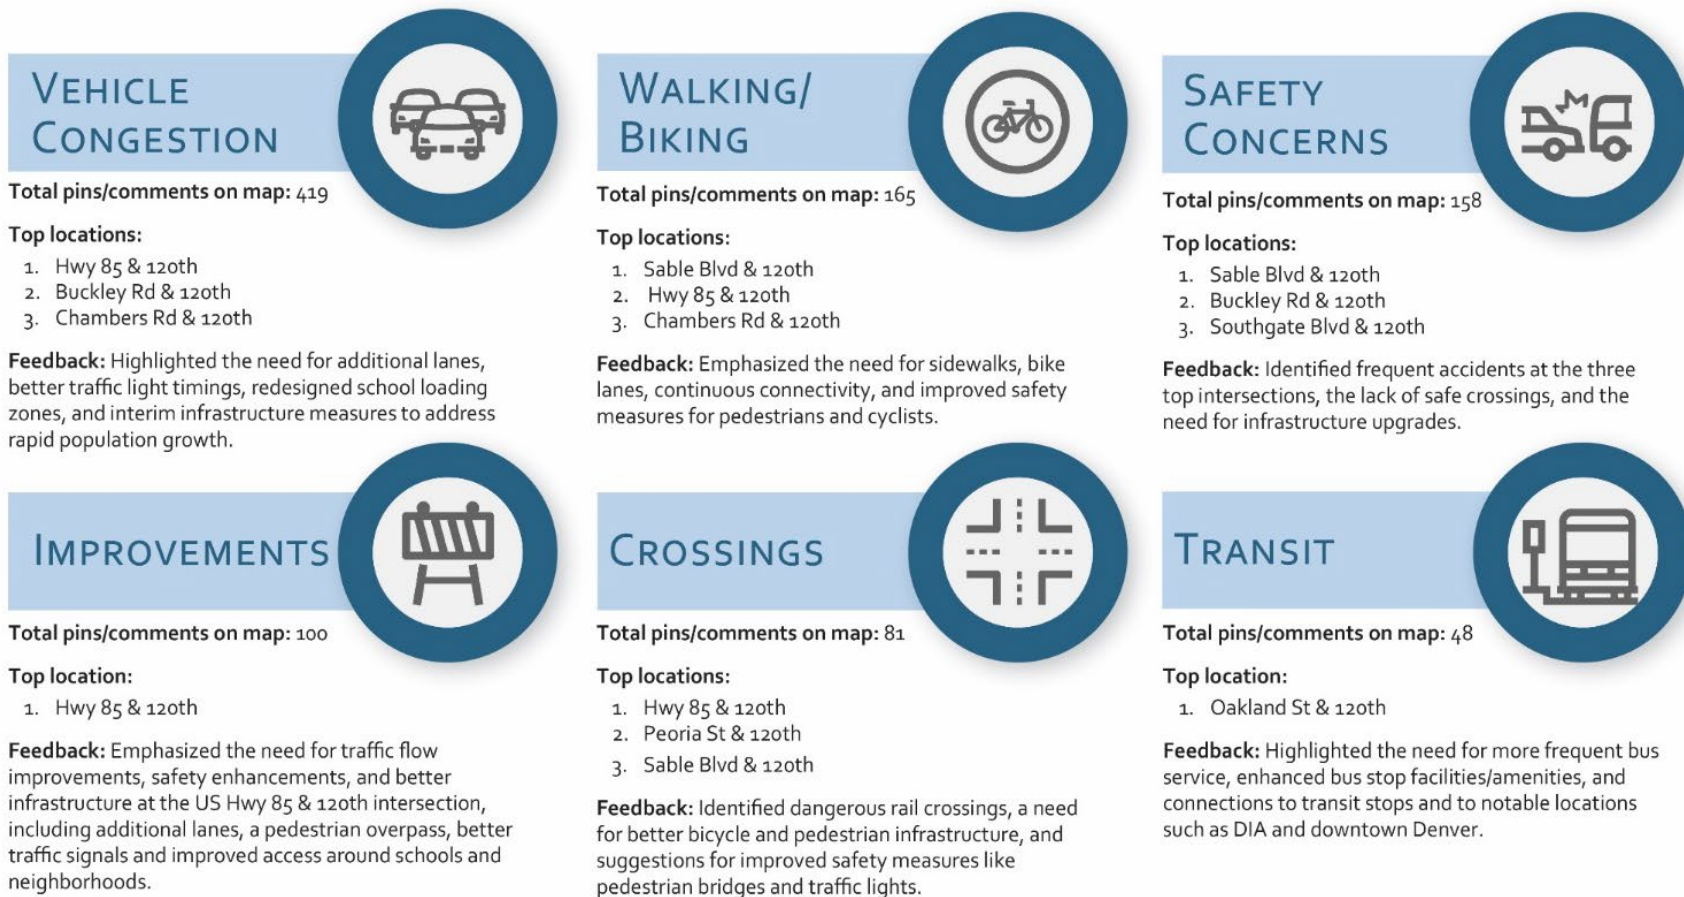 VEHICLE
CONGESTION
Total pins/comments on map: 419
Top locations:
1. Hwy 85 & 120th
2. Buckley Rd & 120th
3. Chambers Rd & 120th
Feedback: Highlighted the need for additional lanes,
better traffic light timings, redesigned school loading
zones, and interim infrastructure measures to address
rapid population growth.
WALKING/
BIKING
Total pins/comments on map: 165
Top locations:
1. Sable Blvd & 120th
2. Hwy 85 & 120th
3. Chambers Rd & 120th
Feedback: Emphasized the need for sidewalks, bike
lanes, continuous connectivity, and improved safety
measures for pedestrians and cyclists.
SAFETY
CONCERNS
Total pins/comments on map: 158
Top locations:
1. Sable Blvd & 120th
2. Buckley Rd & 120th
3. Southgate Blvd & 120th
Feedback: Identified frequent accidents at the three
top intersections, the lack of safe crossings, and the
need for infrastructure upgrades.
IMPROVEMENTS
Total pins/comments on map: 100
Top location:
1. Hwy 85 & 120th
Feedback: Emphasized the need for traffic flow
improvements, safety enhancements, and better
infrastructure at the US Hwy 85 & 120th intersection,
including additional lanes, a pedestrian overpass, better
traffic signals and improved access around schools and
neighborhoods.
CROSSINGS
Total pins/comments on map: 81
Top locations:
1. Hwy 85 & 120th
2. Peoria St & 120th
3. Sable Blvd & 120th
Feedback: Identified dangerous rail crossings, a need
for better bicycle and pedestrian infrastructure, and
suggestions for improved safety measures like
pedestrian bridges and traffic lights.
TRANSIT
Total pins/comments on map: 48
Top location:
1. Oakland St & 120th
Feedback: Highlighted the need for more frequent bus
service, enhanced bus stop facilities/amenities, and
connections to transit stops and to notable locations
such as DIA and downtown Denver.